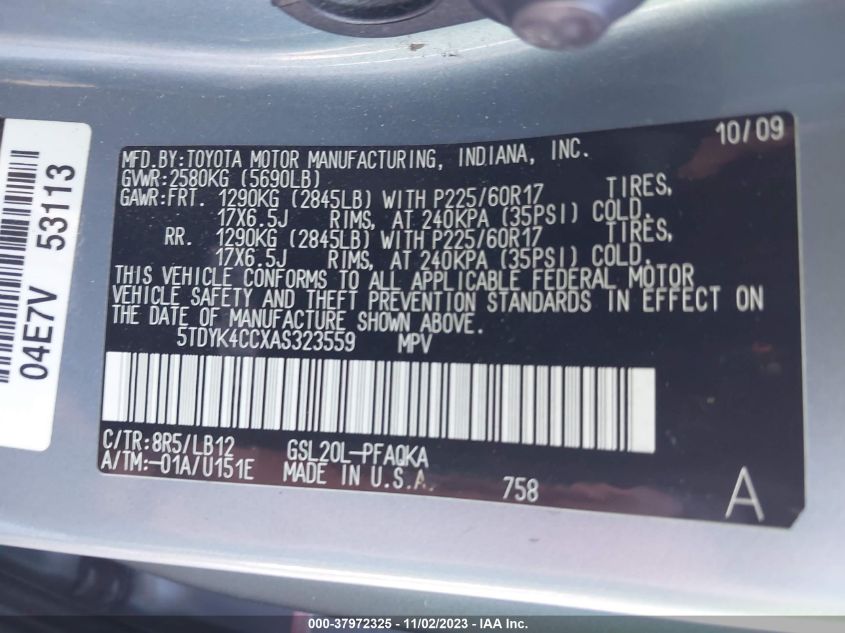 10/09
MFD.BY:TOYOTA MOTOR MANUFACTURING, INDIANA, INC.
GVWR:2580KG (5690LB)
GAWR:FRT. 1290KG (2845LB) WITH P225/60R17 TIRES,
17X6.5J RIMS, AT 240KPA (35PSI) COLD.
RR. 1290KG (2845LB) WITH P225/60R17 TIRES,
17X6.5J RIMS, AT 240KPA (35PSI) COLD.
THIS VEHICLE CONFORMS TO ALL APPLICABLE FEDERAL MOTOR
VEHICLE SAFETY AND THEFT PREVENTION STANDARDS IN EFFECT ON
THE DATE OF MANUFACTURE SHOWN ABOVE.
5TDYK4CCXAS323559 MPV
C/TR:8R5/LB12 GSL20L-PFAQKA
A/TM:-01A/U151E MADE IN U.S.A.
758
A
04E7V 53113
000-37972325 - 11/02/2023 - IAA Inc.